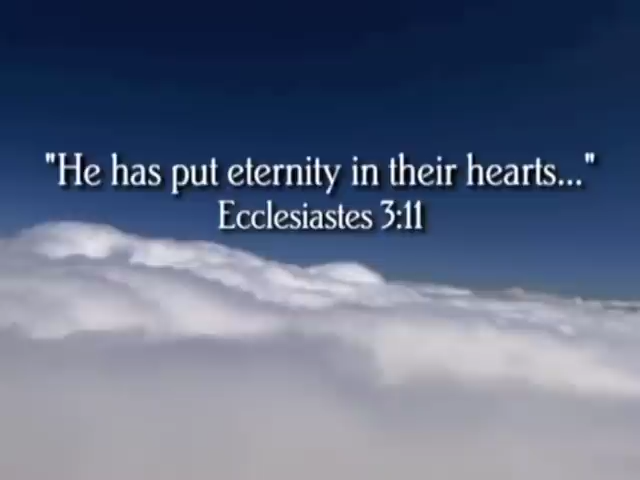 "He has put eternity in their hearts..."
Ecclesiastes 3:11